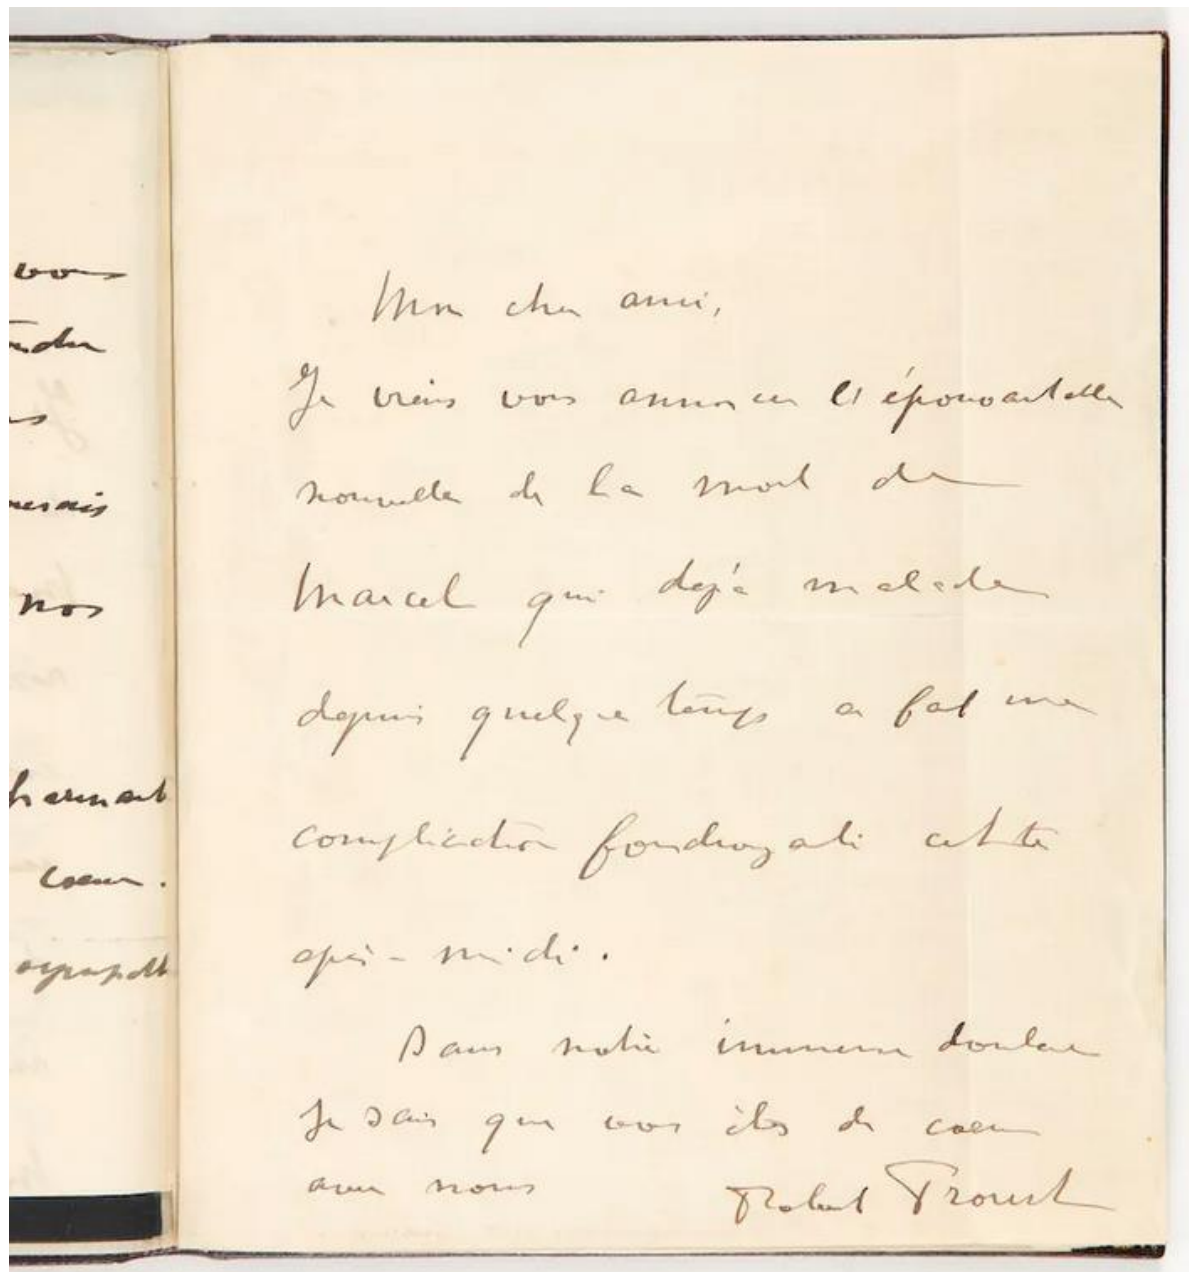 vous
nos
coeur.
Mon cher ami,
Je viens vous annoncer l'épouvantable
nouvelle de la mort de
Marcel qui déjà malade
depuis quelque temps a fait une
complication foudroyante cette
après-midi.
Dans notre immense douleur
je sais que vous êtes de coeur
avec nous
Robert Proust